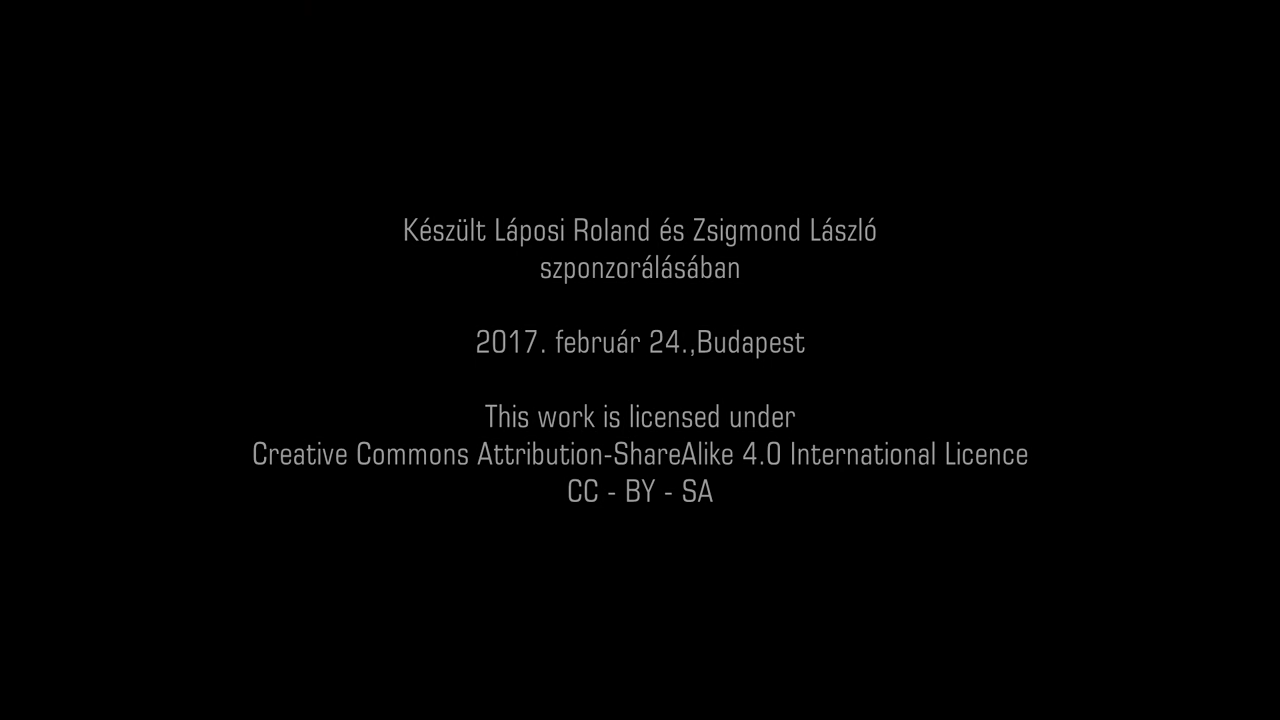 Készült Láposi Roland és Zsigmond László
szponzorálásában
2017. február 24.,Budapest
This work is licensed under
Creative Commons Attribution-ShareAlike 4.0 International Licence
CC - BY - SA